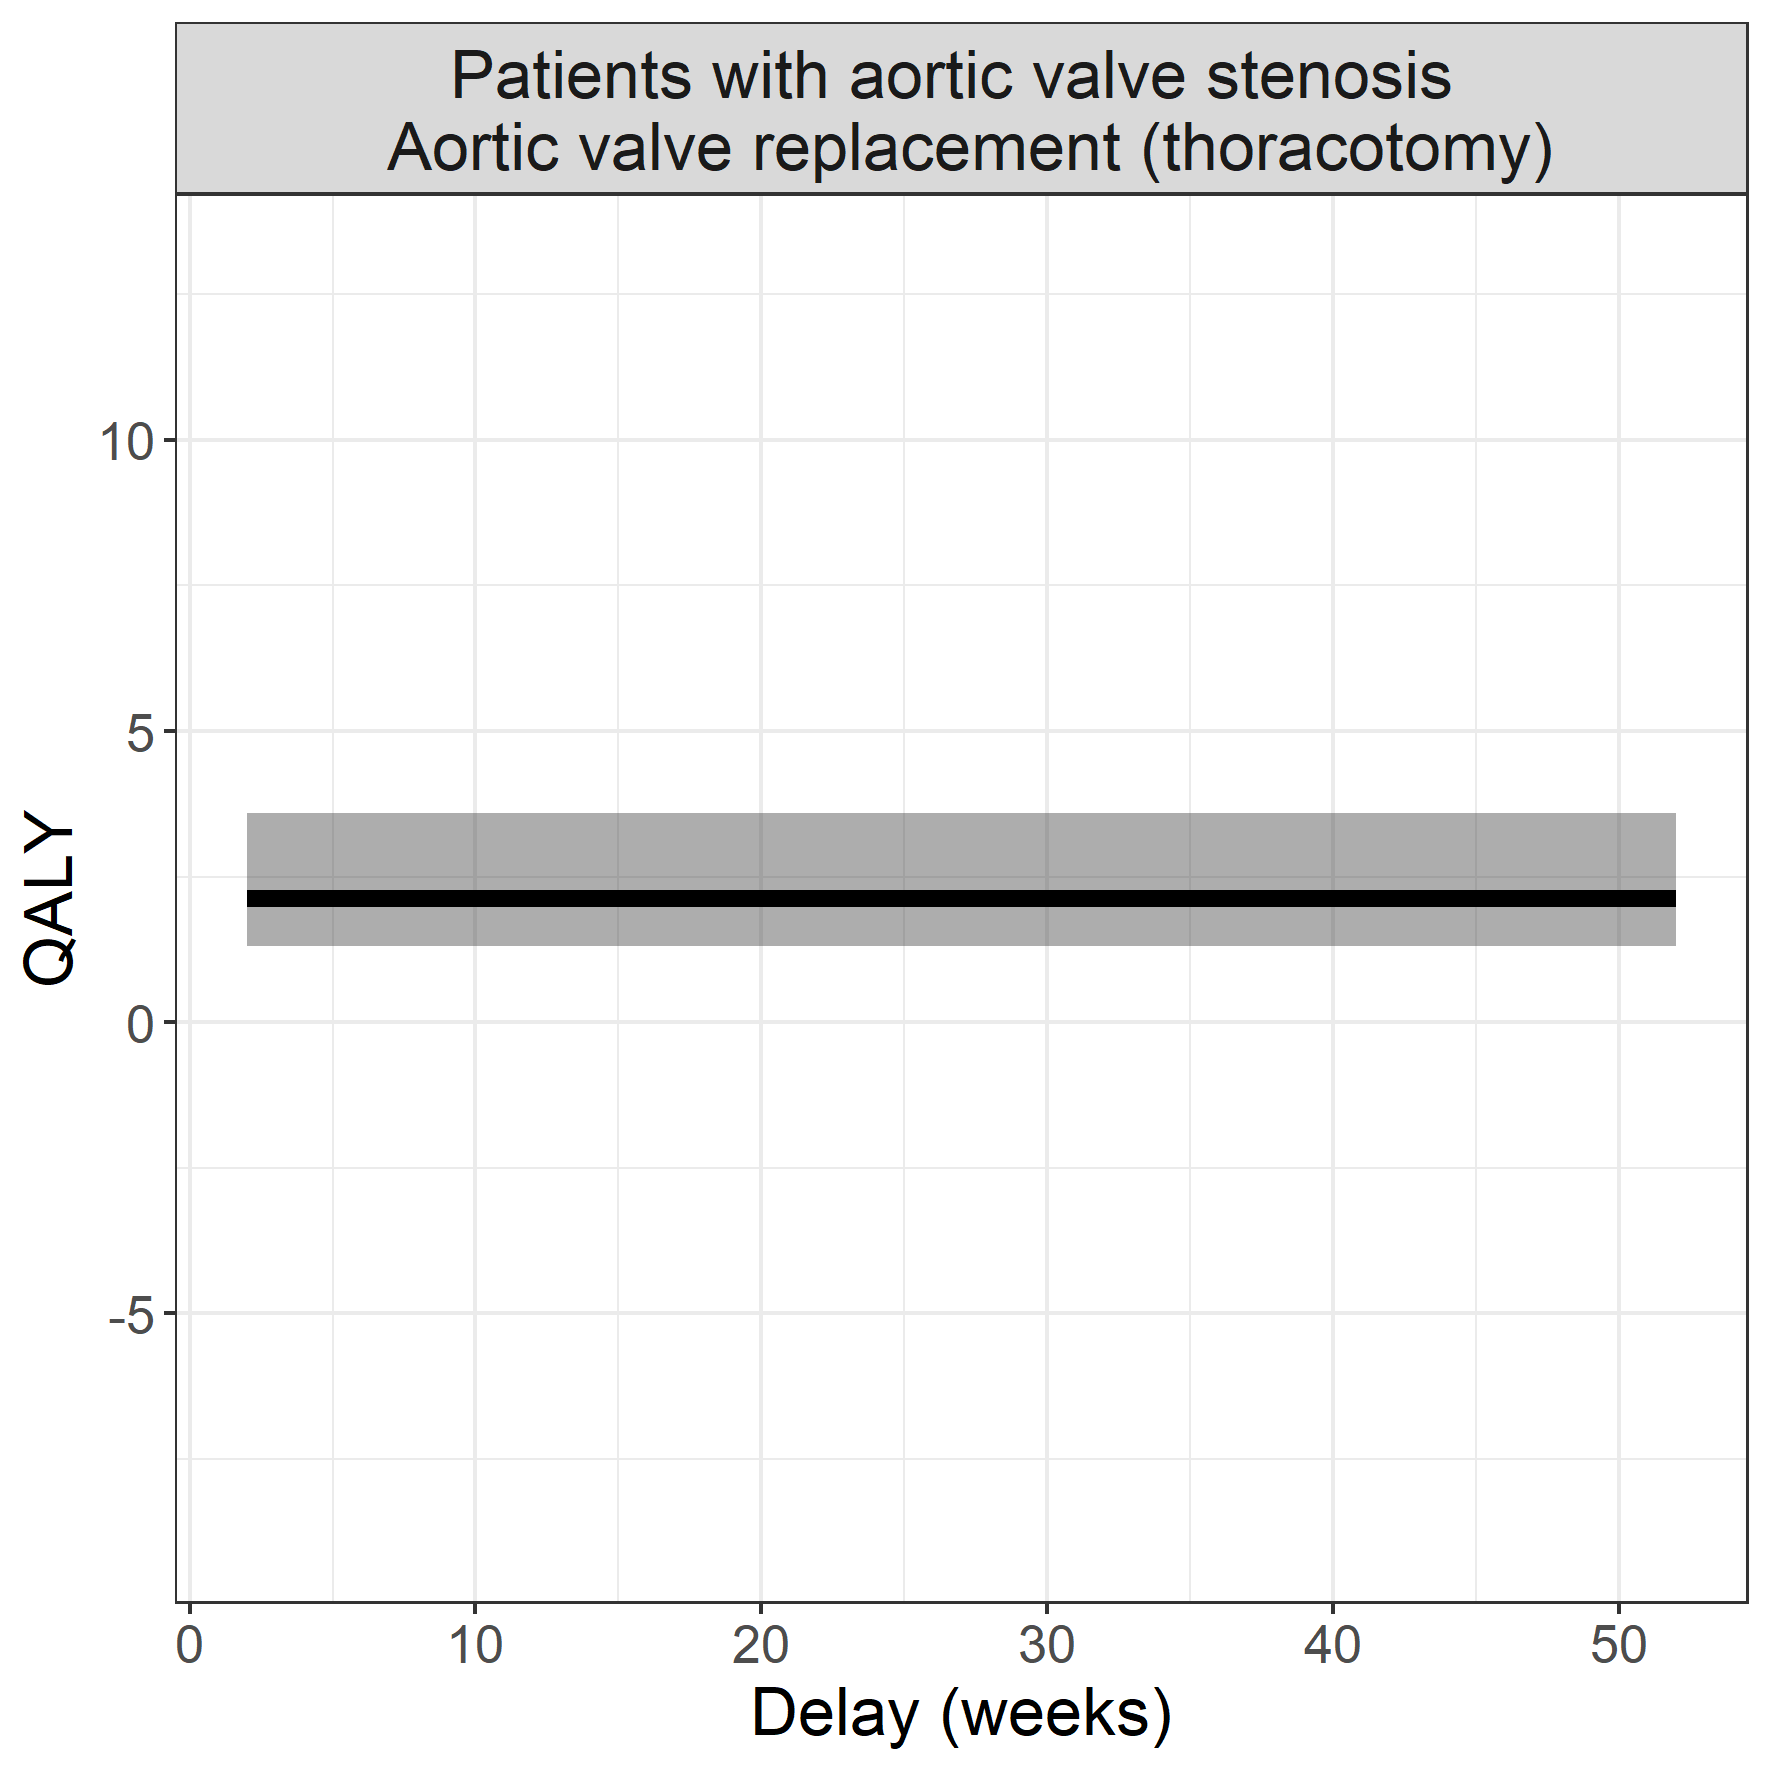 Patients with aortic valve stenosis
Aortic valve replacement (thoracotomy)
10
5
0
-5
QALY
0 10 20 30 40 50
Delay (weeks)